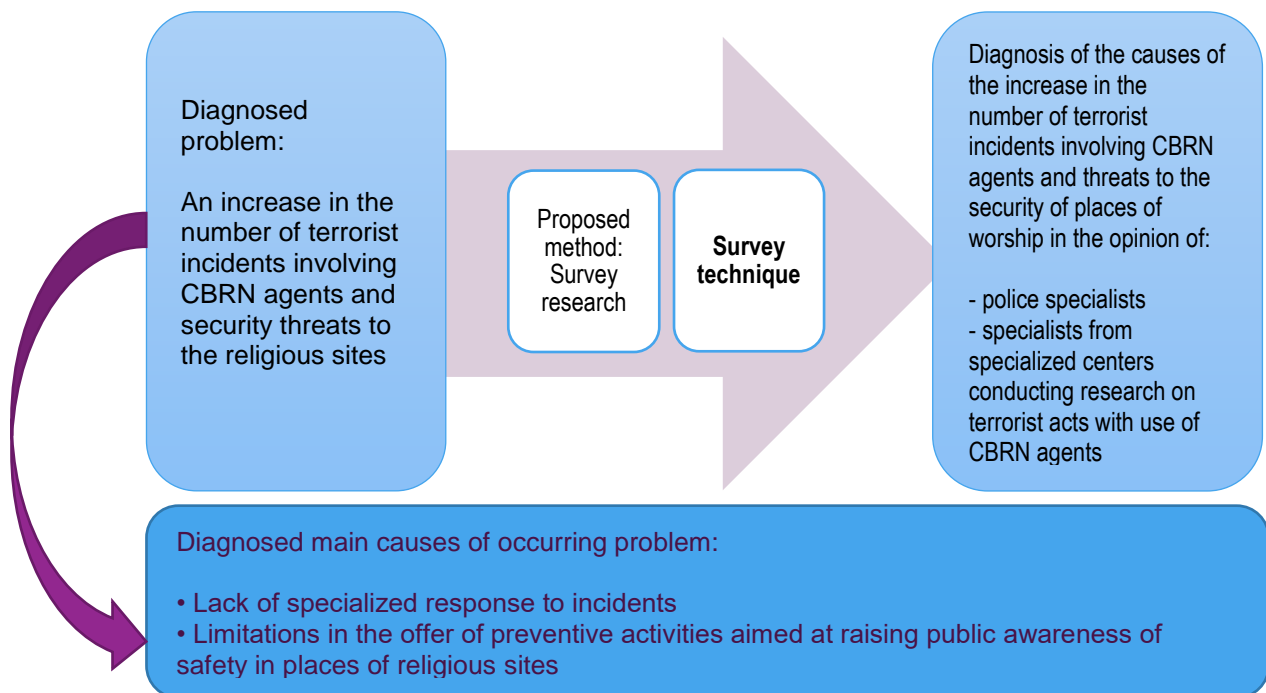 Diagnosed
problem:
An increase in the
number of terrorist
incidents involving
CBRN agents and
security threats to
the religious sites
Proposed
method:
Survey
research
Survey
technique
Diagnosis of the causes of
the increase in the
number of terrorist
incidents involving CBRN
agents and threats to the
security of places of
worship in the opinion of:
- police specialists
- specialists from
specialized centers
conducting research on
terrorist acts with use of
CBRN agents
Diagnosed main causes of occurring problem:
• Lack of specialized response to incidents
• Limitations in the offer of preventive activities aimed at raising public awareness of
safety in places of religious sites